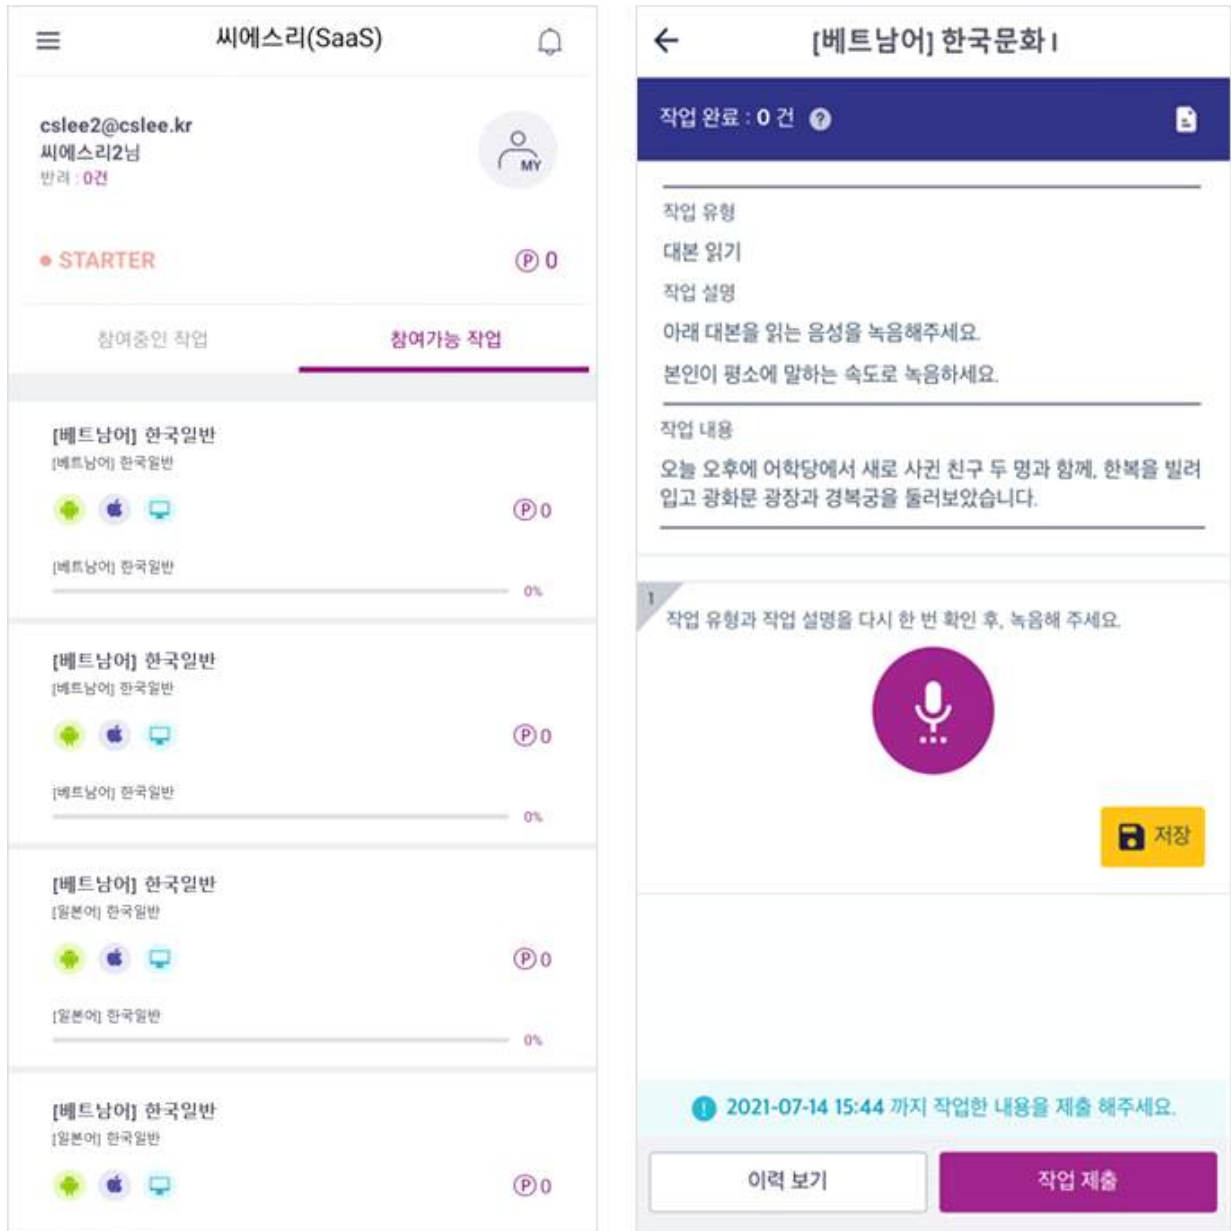 씨에스리(SaaS)
cslee2@cslee.kr
씨에스리2님
반려 : 0건
MY
STARTER
P 0
참여중인 작업
참여가능 작업
[베트남어] 한국일반
[베트남어] 한국일반
P 0
[베트남어] 한국일반
0%
[베트남어] 한국일반
[베트남어] 한국일반
P 0
[베트남어] 한국일반
0%
[베트남어] 한국일반
[일본어] 한국일반
P 0
[일본어] 한국일반
0%
[베트남어] 한국일반
[일본어] 한국일반
P 0
[베트남어] 한국문화 I
작업 완료 : 0 건 ?
작업 유형
대본 읽기
작업 설명
아래 대본을 읽는 음성을 녹음해주세요.
본인이 평소에 말하는 속도로 녹음하세요.
작업 내용
오늘 오후에 어학당에서 새로 사귄 친구 두 명과 함께, 한복을 빌려
입고 광화문 광장과 경복궁을 둘러보았습니다.
1
작업 유형과 작업 설명을 다시 한 번 확인 후, 녹음해 주세요.
저장
! 2021-07-14 15:44 까지 작업한 내용을 제출 해주세요.
이력 보기
작업 제출